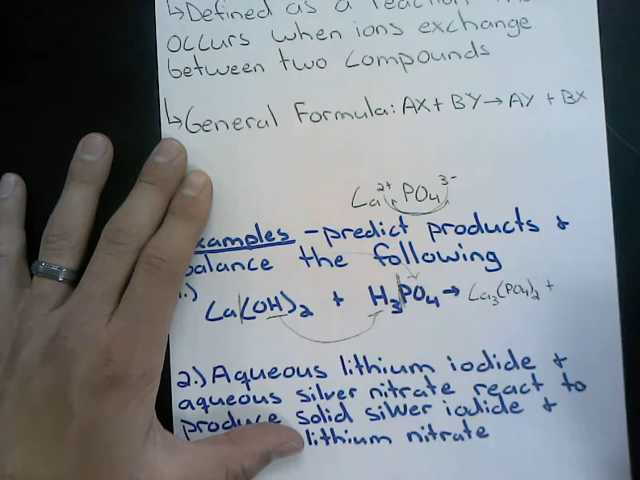 ↳Defined as a reaction
occurs when ions exchange
between two compounds
↳General Formula: AX + BY → AY + BX
Ca²⁺ PO₄³⁻
xamples - predict products &
balance the following
1.) Ca(OH)₂ + H₃PO₄ → Ca₃(PO₄)₂ +
2.) Aqueous lithium iodide &
aqueous silver nitrate react to
produce solid silver iodide &
lithium nitrate